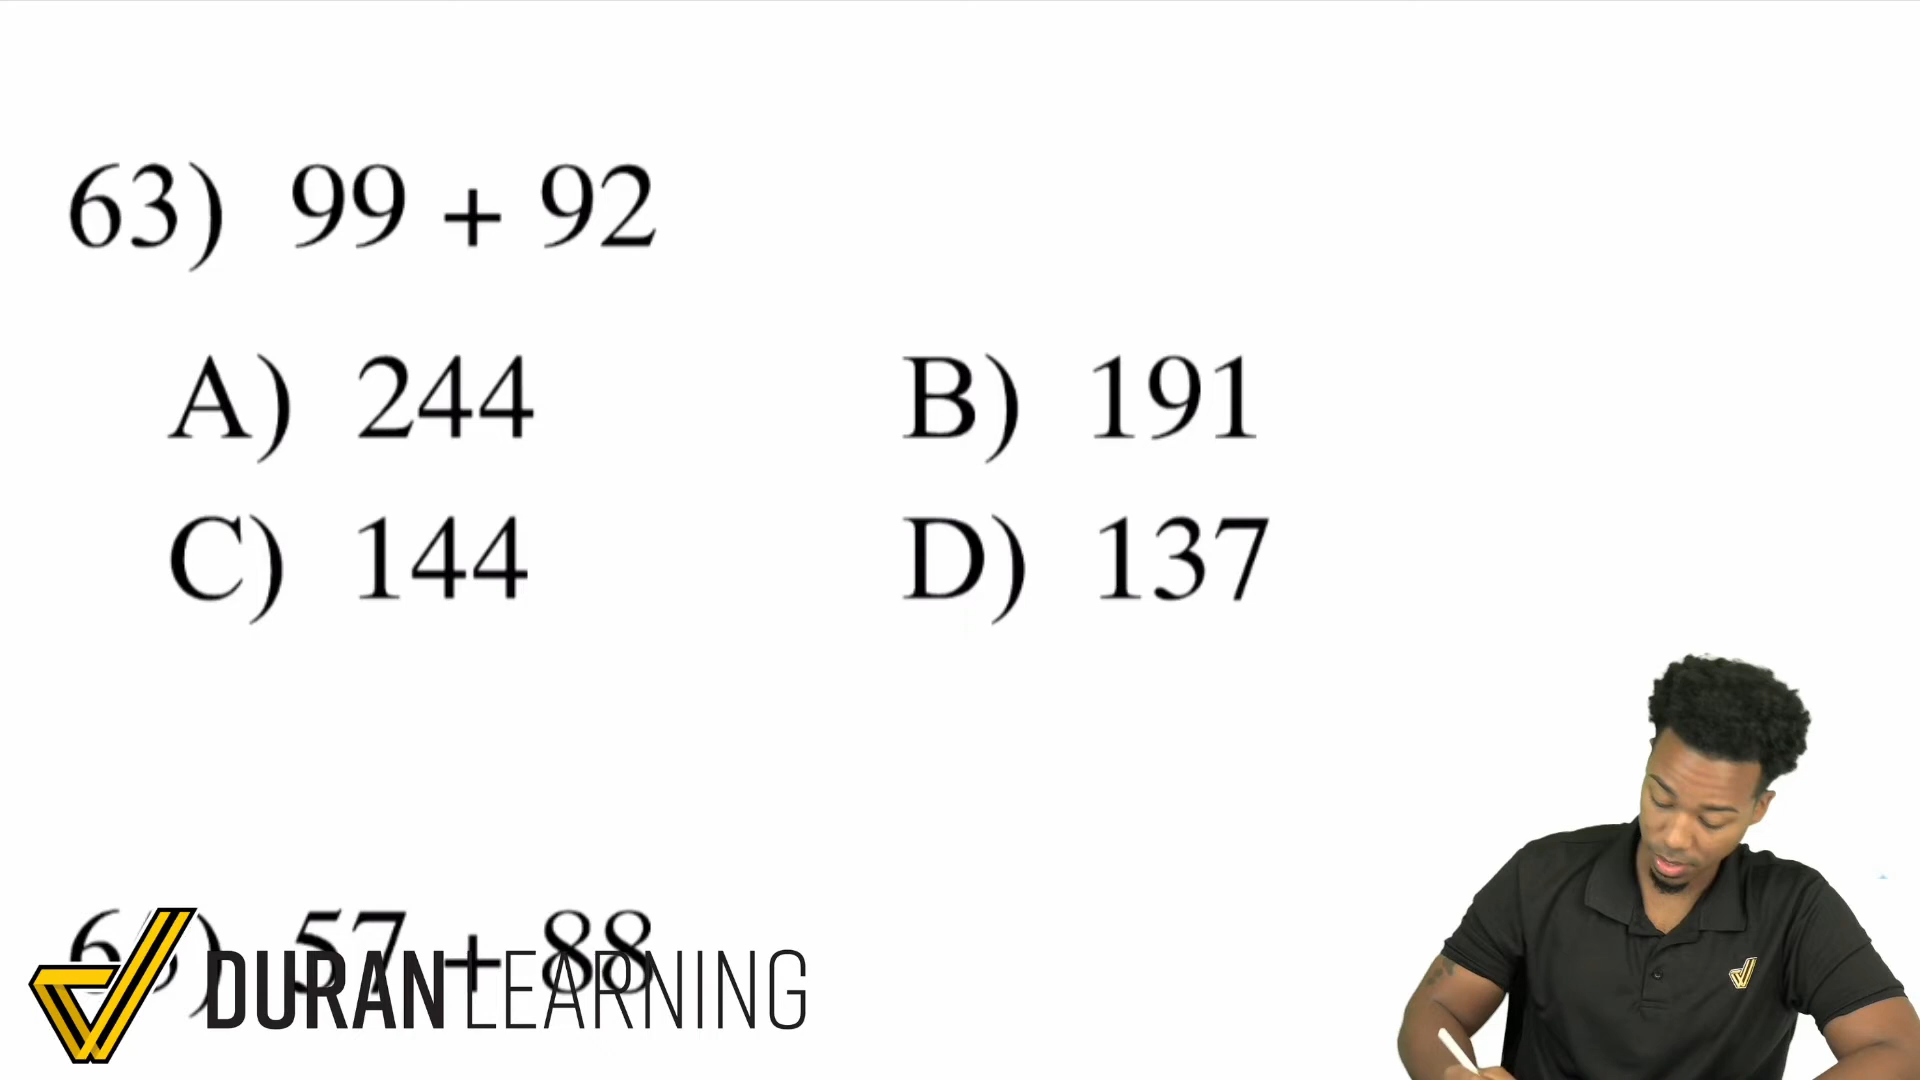 63) 99 + 92
A) 244 B) 191
C) 144 D) 137
57 + 88
DURAN LEARNING